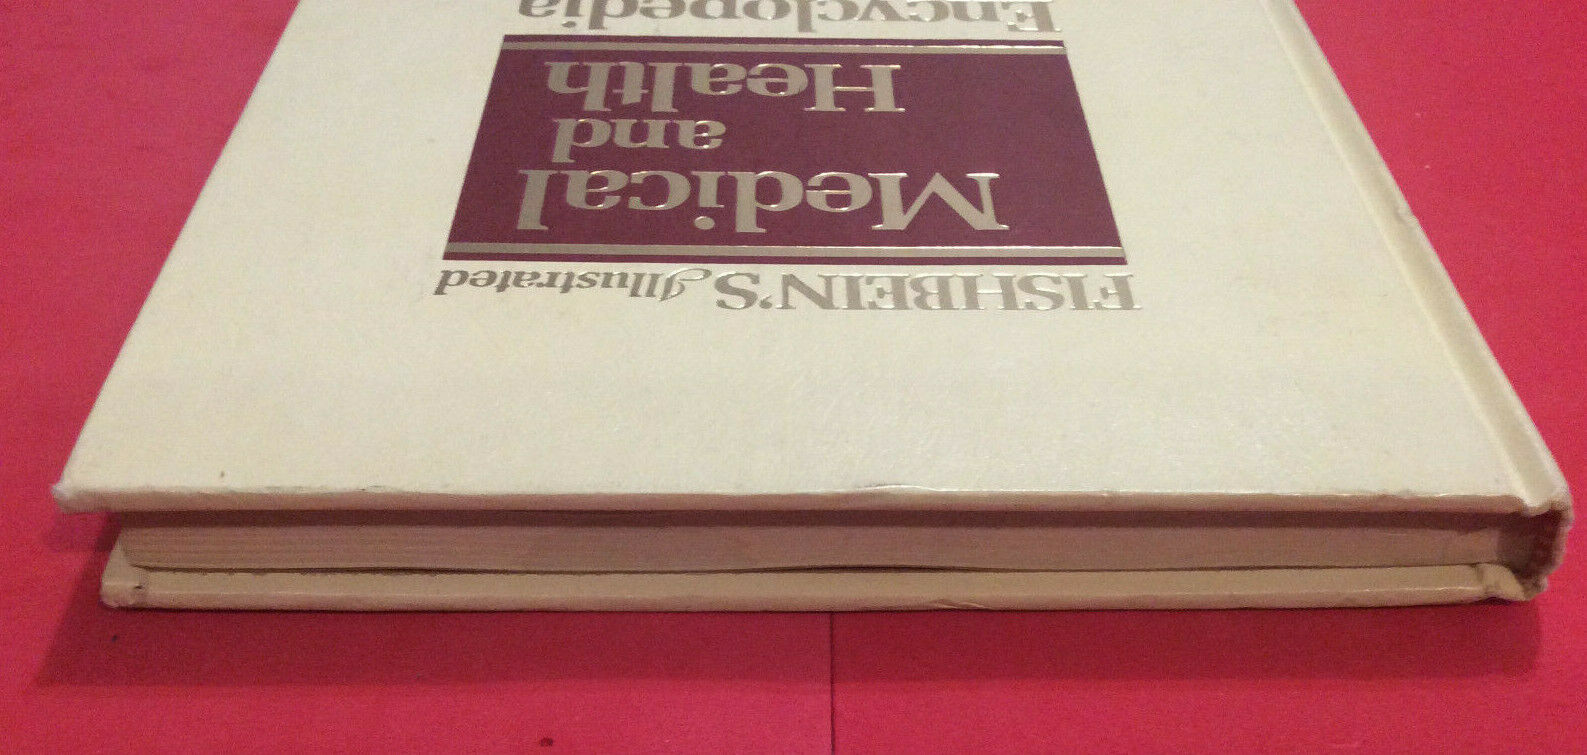 FISHBEIN'S Illustrated
Medical
and
Health
Encyclopedia